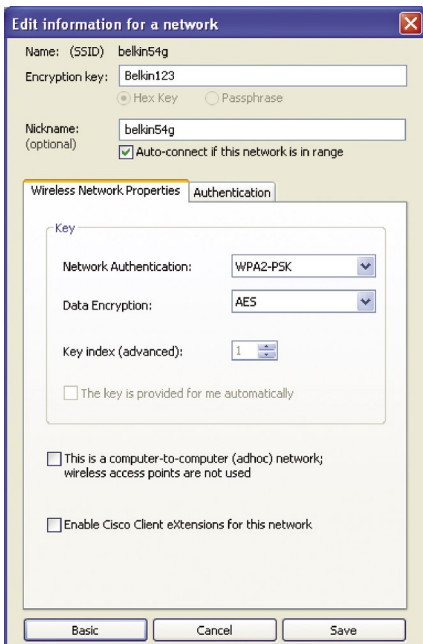 Edit information for a network
Name: (SSID) belkin54g
Encryption key: Belkin123
Hex Key Passphrase
Nickname: belkin54g
(optional)
Auto-connect if this network is in range
Wireless Network Properties Authentication
Key
Network Authentication: WPA2-PSK
Data Encryption: AES
Key index (advanced): 1
The key is provided for me automatically
This is a computer-to-computer (adhoc) network;
wireless access points are not used
Enable Cisco Client eXtensions for this network
Basic Cancel Save